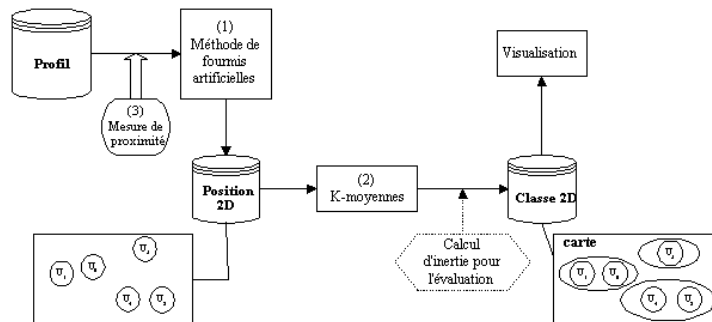 Profil
(1)
Méthode de
fourmis
artificielles
Visualisation
(3)
Mesure de
proximité
Position
2D
(2)
K-moyennes
Classe 2D
Calcul
d'inertie pour
l'évaluation
carte